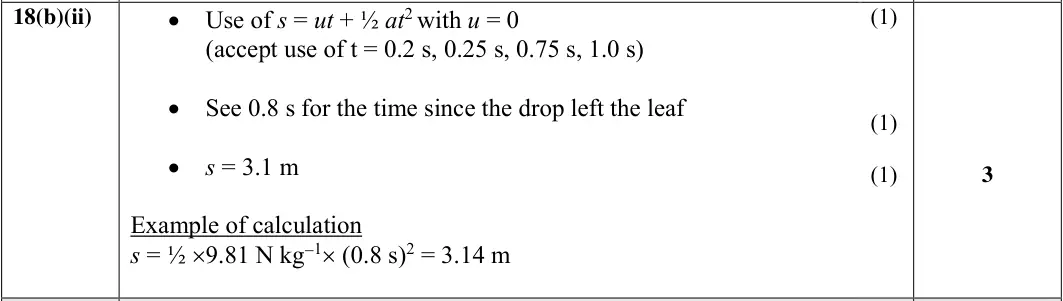 18(b)(ii)
• Use of s = ut + ½ at² with u = 0 (1)
(accept use of t = 0.2 s, 0.25 s, 0.75 s, 1.0 s)
• See 0.8 s for the time since the drop left the leaf
(1)
• s = 3.1 m
(1) 3
Example of calculation
s = ½ ×9.81 N kg⁻¹× (0.8 s)² = 3.14 m